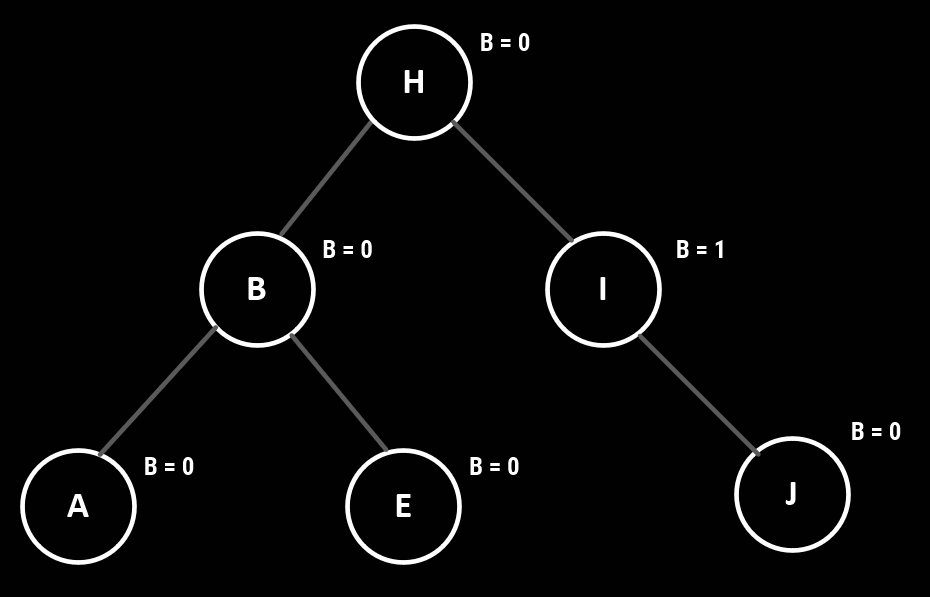 H
B = 0
B
B = 0
I
B = 1
A
B = 0
E
B = 0
J
B = 0